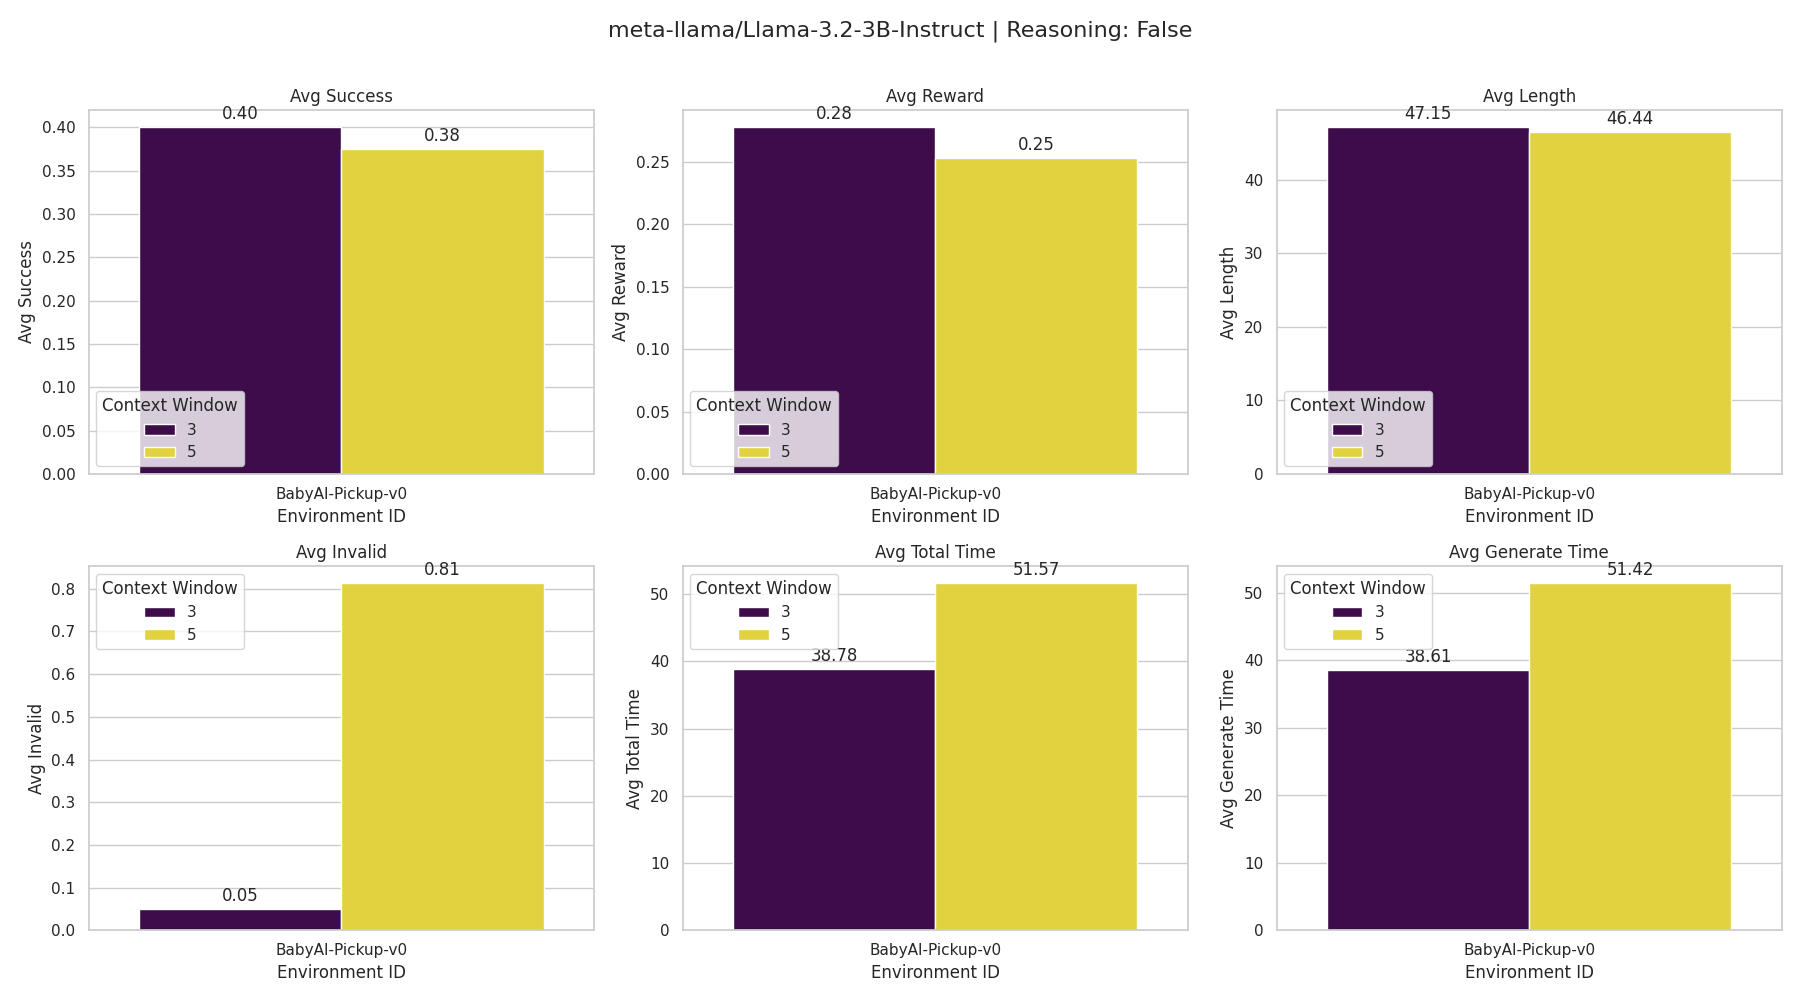 meta-llama/Llama-3.2-3B-Instruct | Reasoning: False
Avg Success
0.40
0.38
0.40
0.35
0.30
0.25
0.20
0.15
0.10
0.05
0.00
Avg Success
Context Window
3
5
BabyAI-Pickup-v0
Environment ID
Avg Reward
0.28
0.25
0.25
0.20
0.15
0.10
0.05
0.00
Avg Reward
Context Window
3
5
BabyAI-Pickup-v0
Environment ID
Avg Length
47.15
46.44
40
30
20
10
0
Avg Length
Context Window
3
5
BabyAI-Pickup-v0
Environment ID
Avg Invalid
0.81
0.05
0.8
0.7
0.6
0.5
0.4
0.3
0.2
0.1
0.0
Avg Invalid
Context Window
3
5
BabyAI-Pickup-v0
Environment ID
Avg Total Time
51.57
38.78
50
40
30
20
10
0
Avg Total Time
Context Window
3
5
BabyAI-Pickup-v0
Environment ID
Avg Generate Time
51.42
38.61
50
40
30
20
10
0
Avg Generate Time
Context Window
3
5
BabyAI-Pickup-v0
Environment ID